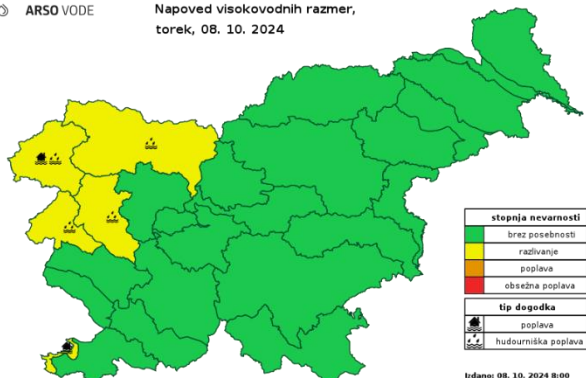 ARSO VODE
Napoved visokovodnih razmer,
torek, 08. 10. 2024
stopnja nevarnosti
brez posebnosti
razlivanje
poplava
obsežna poplava
tip dogodka
poplava
hudourniška poplava
Izdano: 08. 10. 2024 8:00